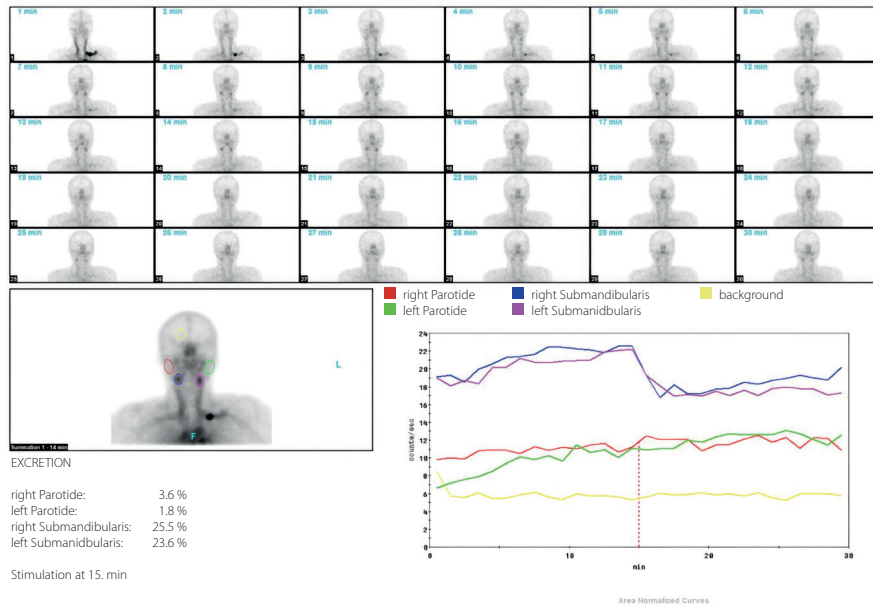 1 min 2 min 3 min 4 min 5 min 6 min
7 min 8 min 9 min 10 min 11 min 12 min
13 min 14 min 15 min 16 min 17 min 18 min
19 min 20 min 21 min 22 min 23 min 24 min
25 min 26 min 27 min 28 min 29 min 30 min
L
F
Summation 1 - 14 min
EXCRETION
right Parotide: 3.6 %
left Parotide: 1.8 %
right Submandibularis: 25.5 %
left Submanidbularis: 23.6 %
Stimulation at 15. min
right Parotide right Submandibularis background
left Parotide left Submanidbularis
counts/sec
24
22
20
18
16
14
12
10
8
6
4
2
0
0 10 20 30
min
Area Normalized Curves